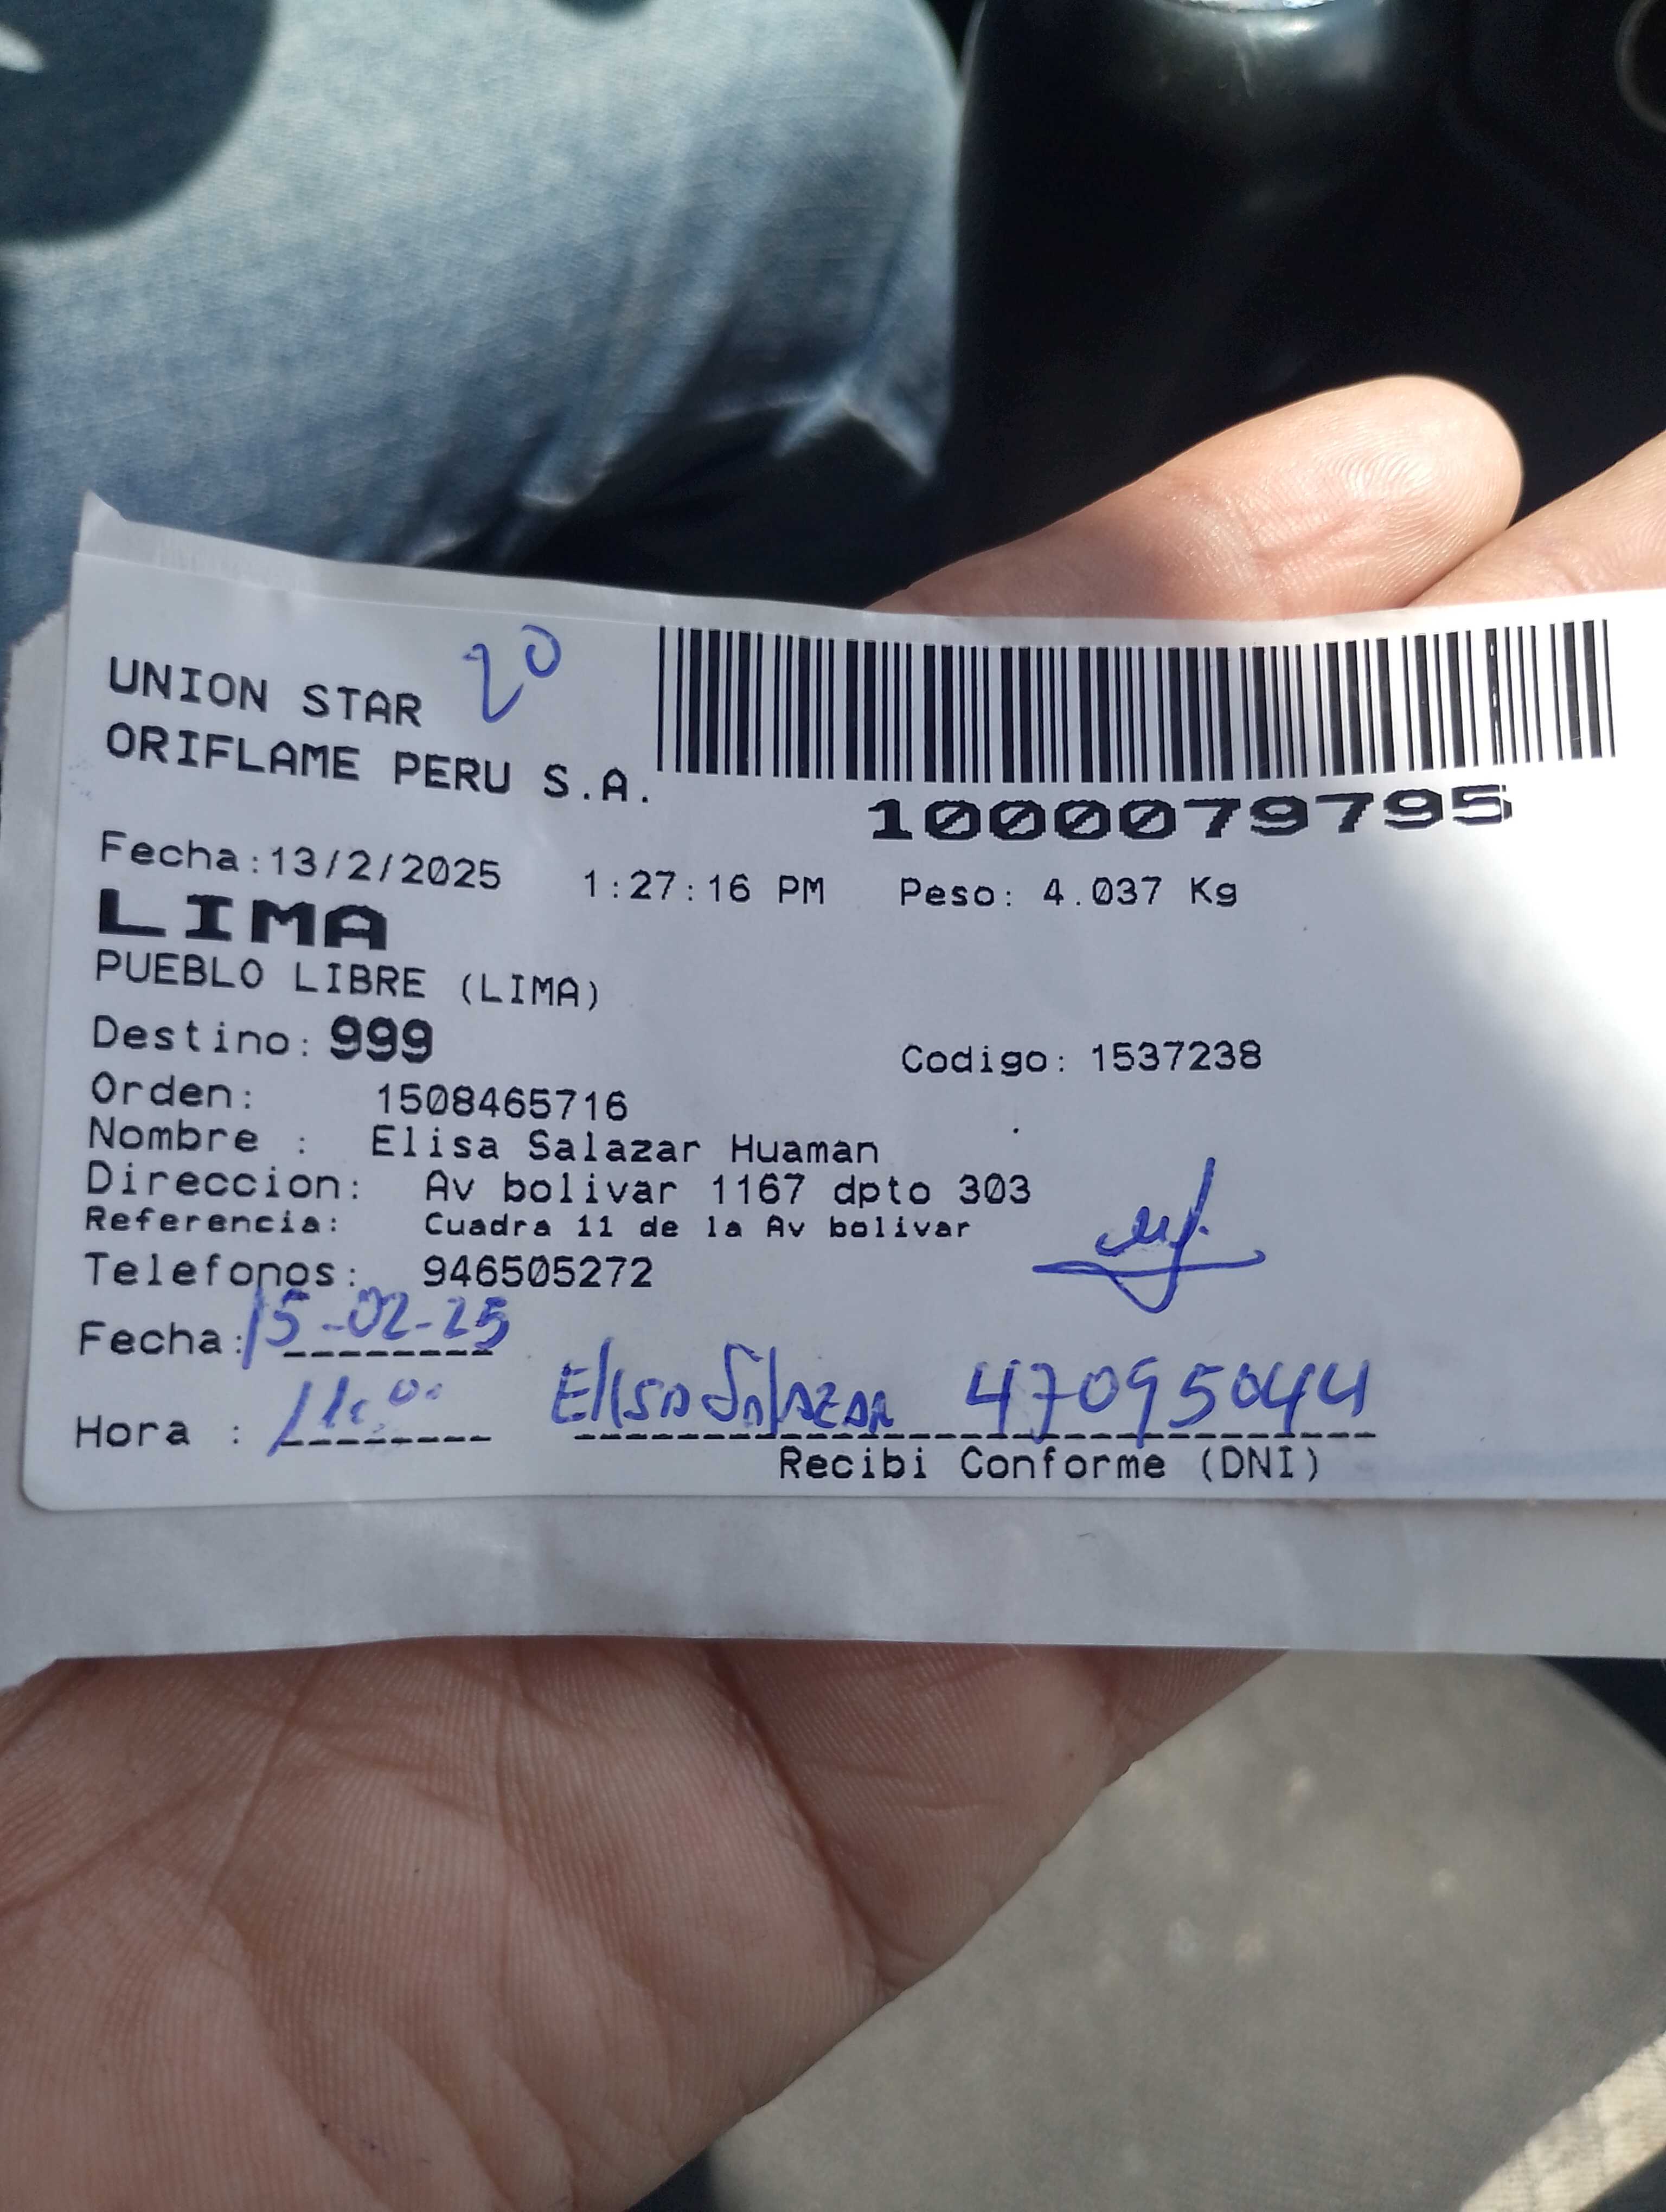 UNION STAR 20
ORIFLAME PERU S.A.
1000079795
Fecha:13/2/2025 1:27:16 PM Peso: 4.037 Kg
LIMA
PUEBLO LIBRE (LIMA)
Destino: 999 Codigo: 1537238
Orden: 1508465716
Nombre : Elisa Salazar Huaman
Direccion: Av bolivar 1167 dpto 303
Referencia: Cuadra 11 de la Av bolivar
Telefonos: 946505272
Fecha: 15-02-25
Hora : 11:00 Elisa Salazar 47095044
Recibi Conforme (DNI)